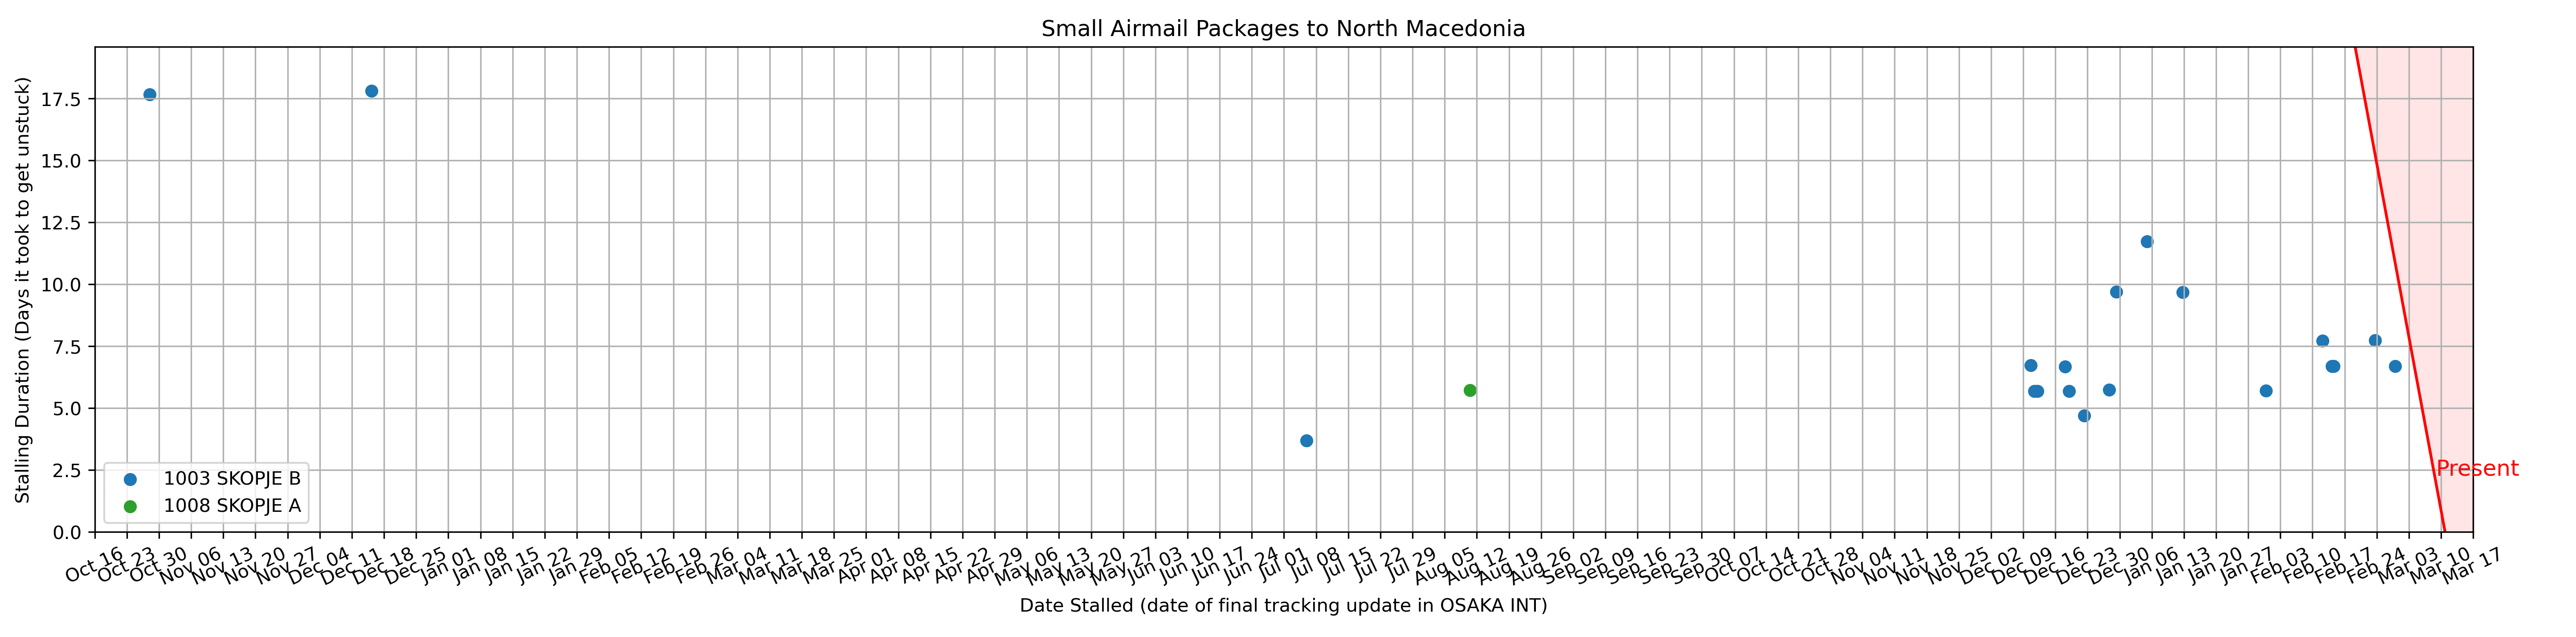 Small Airmail Packages to North Macedonia
Stalling Duration (Days it took to get unstuck)
17.5
15.0
12.5
10.0
7.5
5.0
2.5
0.0
1003 SKOPJE B
1008 SKOPJE A
Present
Oct 16
Oct 23
Oct 30
Nov 06
Nov 13
Nov 20
Nov 27
Dec 04
Dec 11
Dec 18
Dec 25
Jan 01
Jan 08
Jan 15
Jan 22
Jan 29
Feb 05
Feb 12
Feb 19
Feb 26
Mar 04
Mar 11
Mar 18
Mar 25
Apr 01
Apr 08
Apr 15
Apr 22
Apr 29
May 06
May 13
May 20
May 27
Jun 03
Jun 10
Jun 17
Jun 24
Jul 01
Jul 08
Jul 15
Jul 22
Jul 29
Aug 05
Aug 12
Aug 19
Aug 26
Sep 02
Sep 09
Sep 16
Sep 23
Sep 30
Oct 07
Oct 14
Oct 21
Oct 28
Nov 04
Nov 11
Nov 18
Nov 25
Dec 02
Dec 09
Dec 16
Dec 23
Dec 30
Jan 06
Jan 13
Jan 20
Jan 27
Feb 03
Feb 10
Feb 17
Feb 24
Mar 03
Mar 10
Mar 17
Date Stalled (date of final tracking update in OSAKA INT)